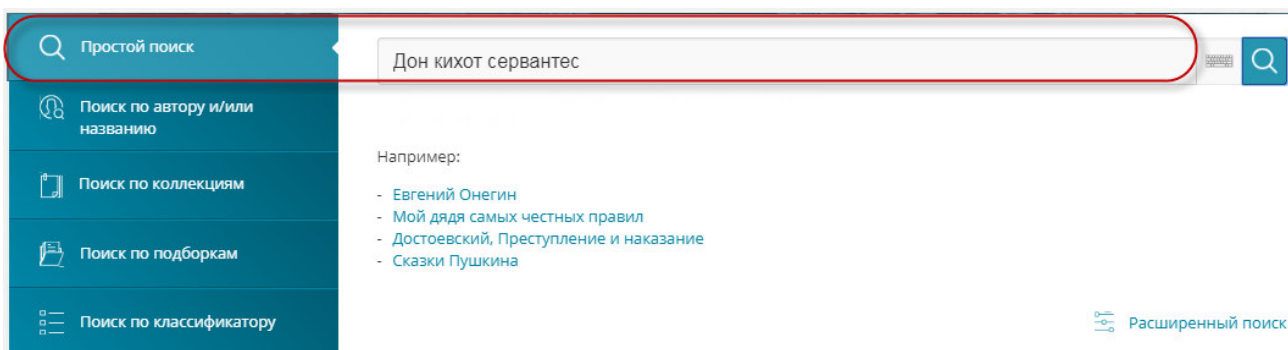 Простой поиск
Дон кихот сервантес
Поиск по автору и/или
названию
Поиск по коллекциям
Поиск по подборкам
Поиск по классификатору
Например:
- Евгений Онегин
- Мой дядя самых честных правил
- Достоевский, Преступление и наказание
- Сказки Пушкина
Расширенный поиск